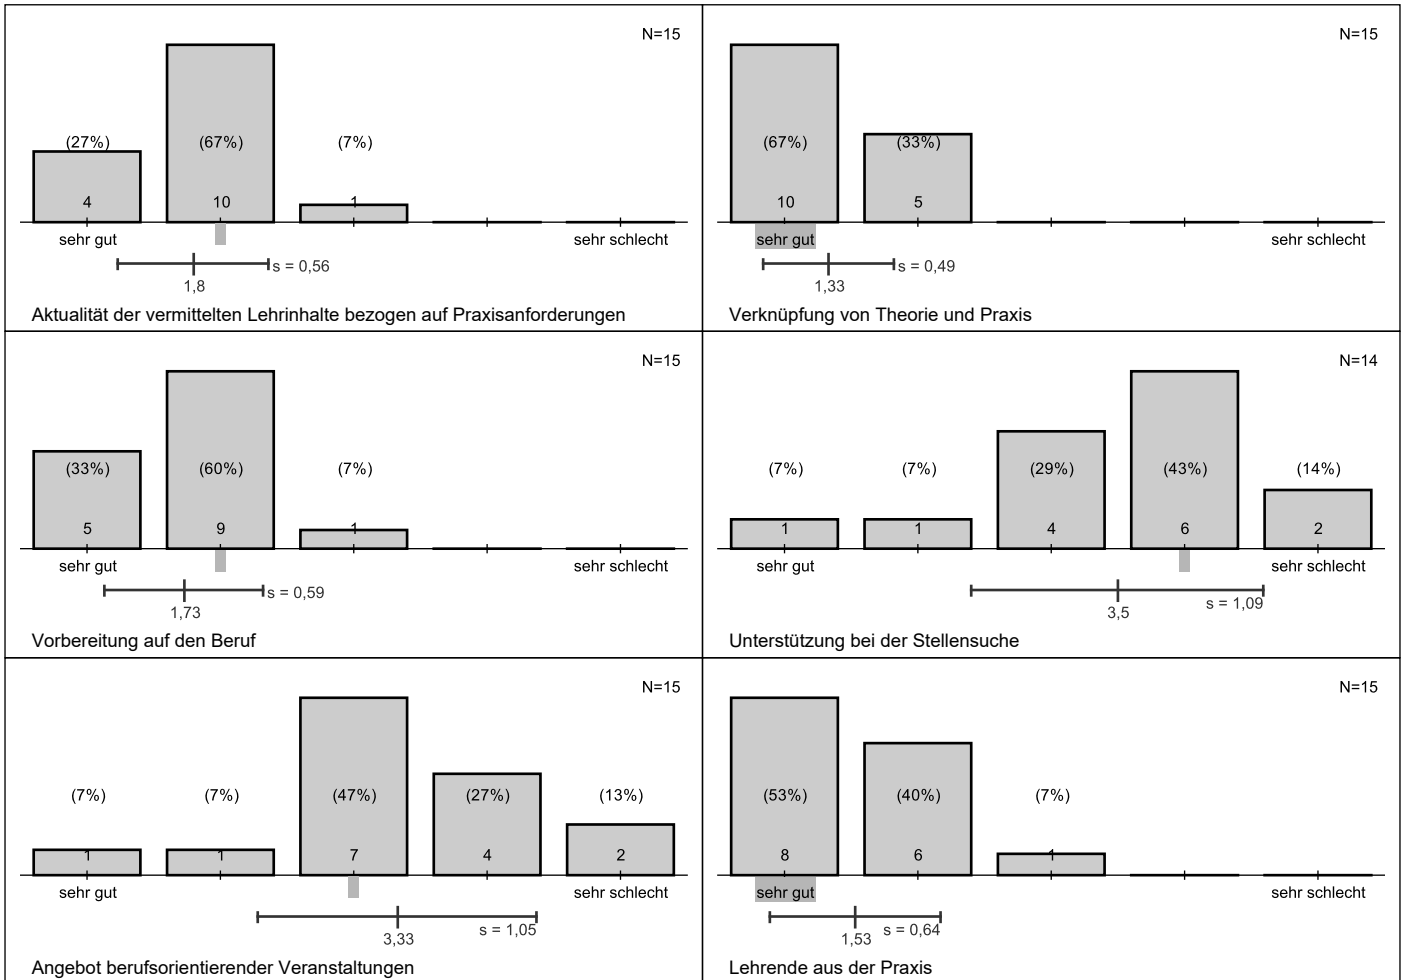 N=15
(27%) (67%) (7%)
4 10 1
sehr gut sehr schlecht
s = 0,56
1,8
Aktualität der vermittelten Lehrinhalte bezogen auf Praxisanforderungen
N=15
(67%) (33%)
10 5
sehr gut sehr schlecht
s = 0,49
1,33
Verknüpfung von Theorie und Praxis
N=15
(33%) (60%) (7%)
5 9 1
sehr gut sehr schlecht
s = 0,59
1,73
Vorbereitung auf den Beruf
N=14
(7%) (7%) (29%) (43%) (14%)
1 1 4 6 2
sehr gut sehr schlecht
s = 1,09
3,5
Unterstützung bei der Stellensuche
N=15
(7%) (7%) (47%) (27%) (13%)
1 1 7 4 2
sehr gut sehr schlecht
s = 1,05
3,33
Angebot berufsorientierender Veranstaltungen
N=15
(53%) (40%) (7%)
8 6 1
sehr gut sehr schlecht
s = 0,64
1,53
Lehrende aus der Praxis